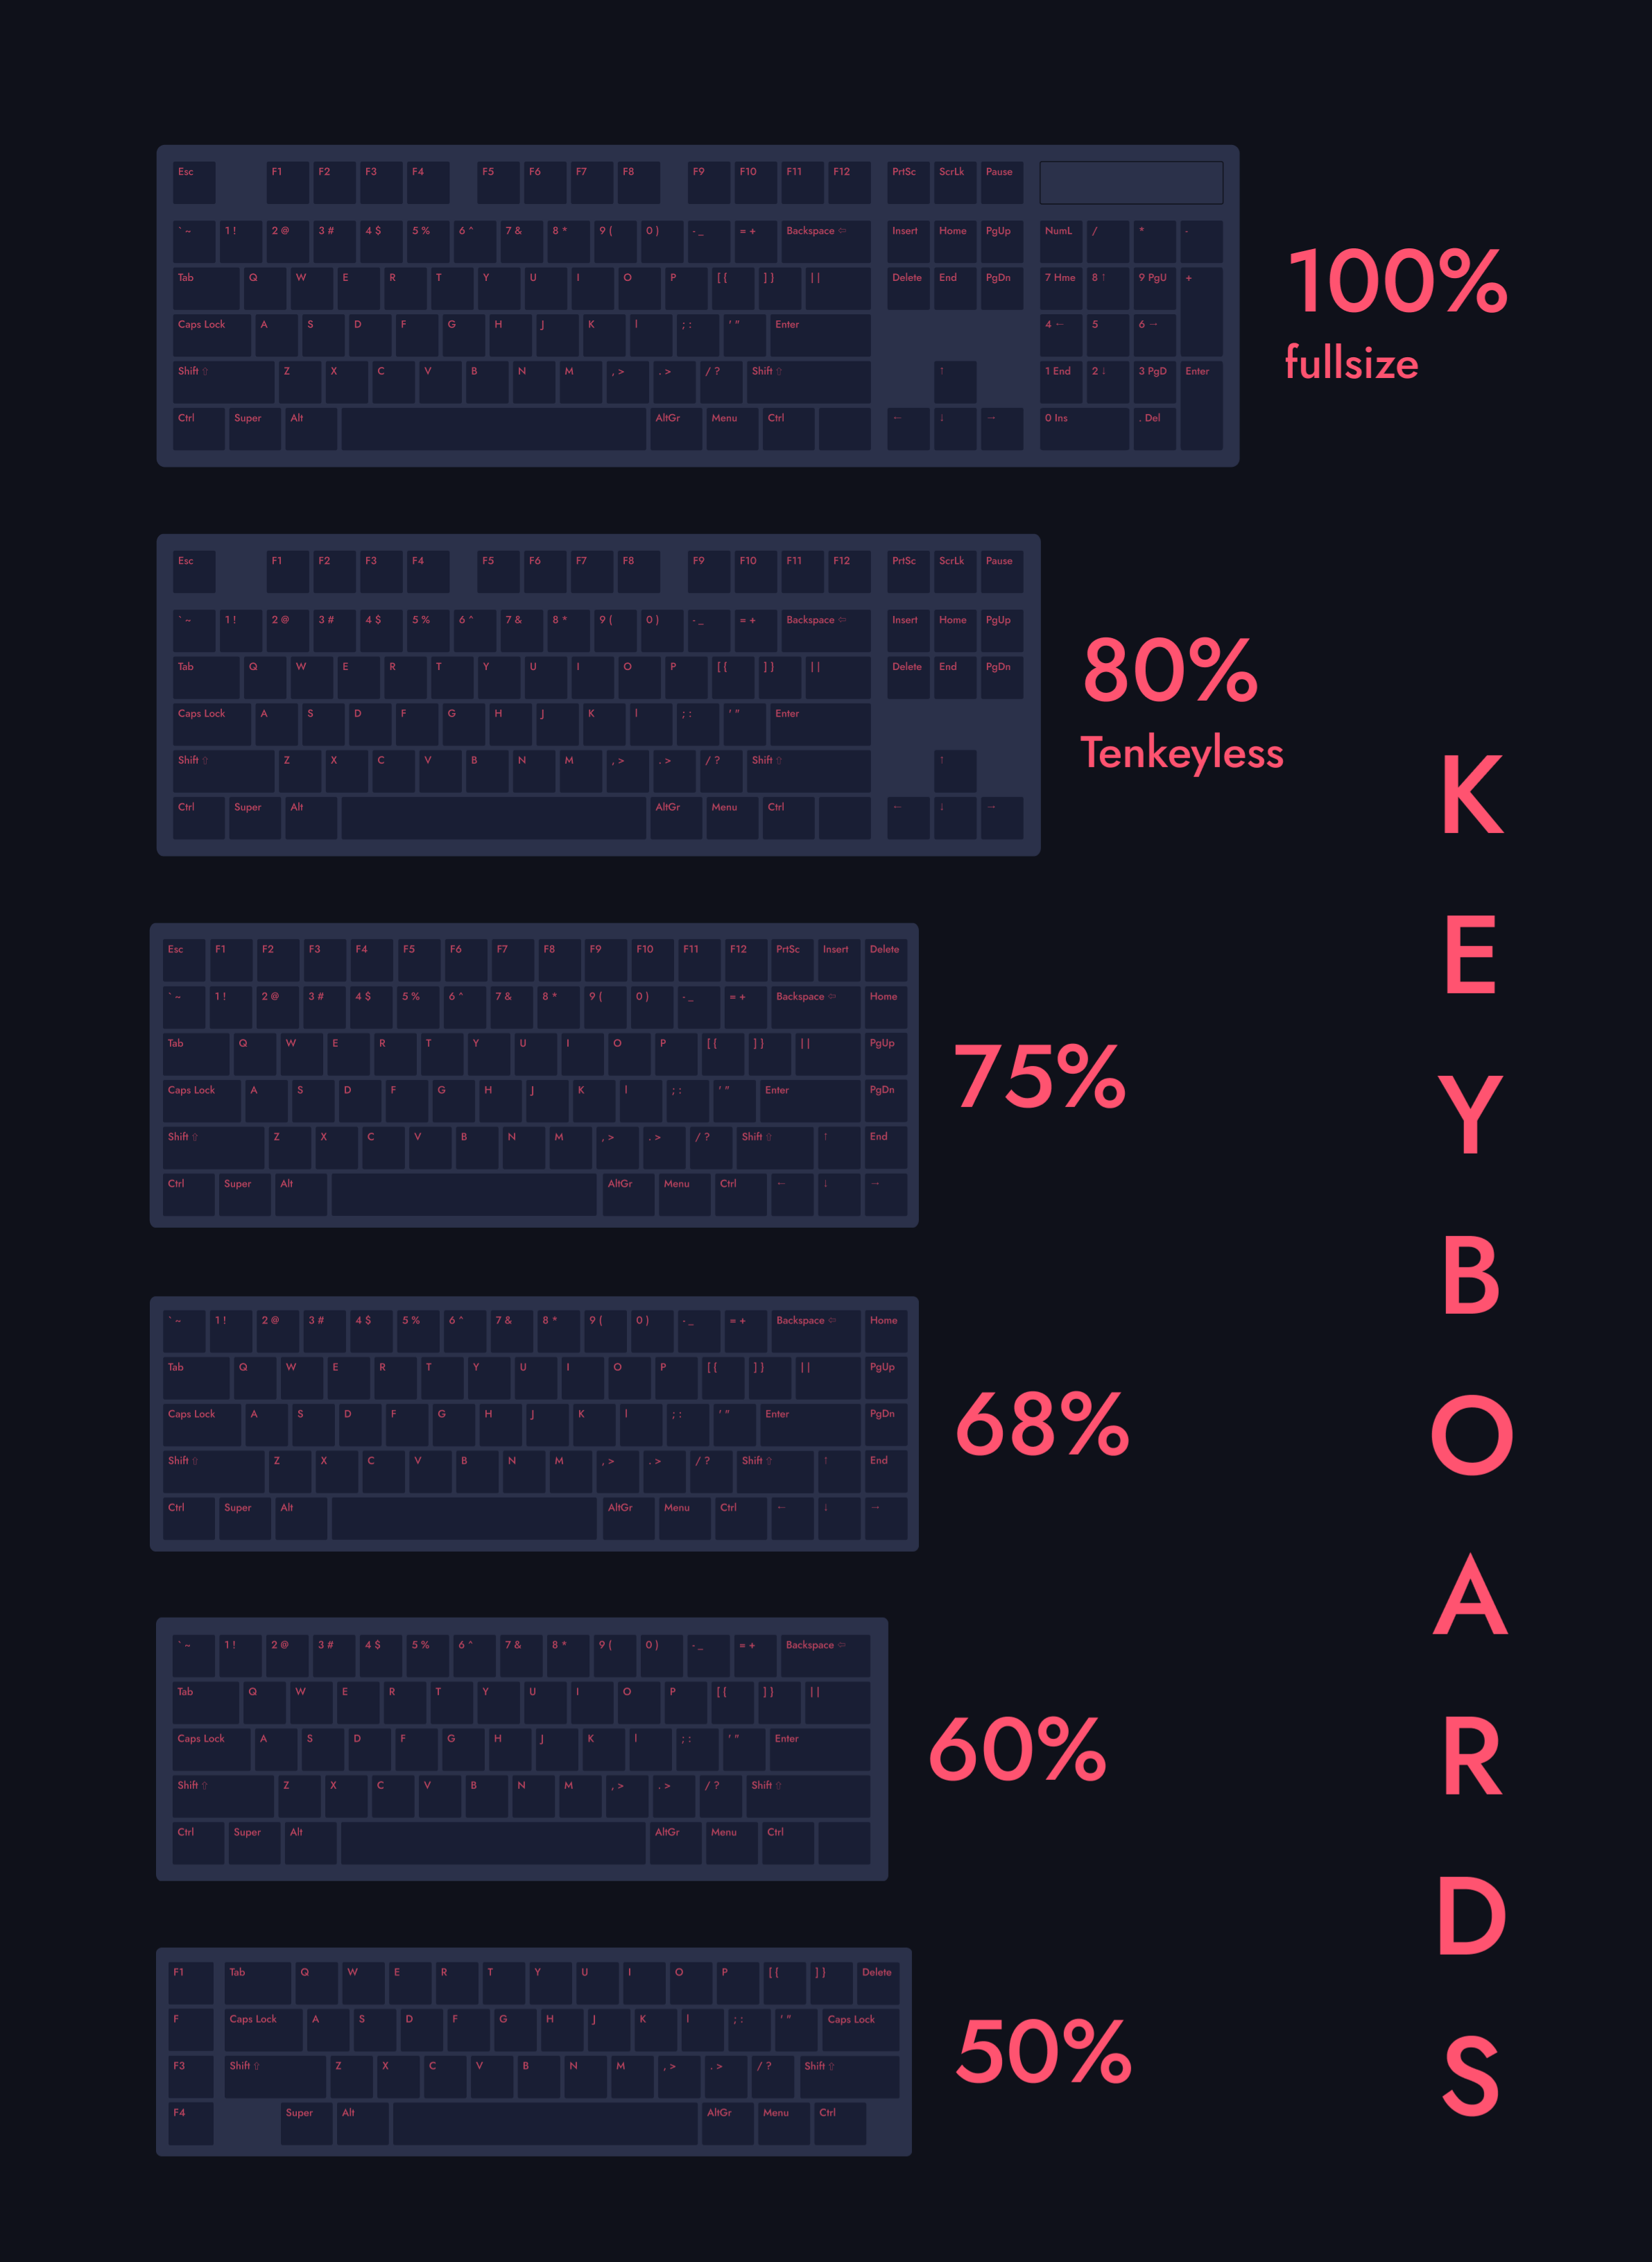 Esc F1 F2 F3 F4 F5 F6 F7 F8 F9 F10 F11 F12 PrtSc ScrLk Pause
` ~ 1 ! 2 @ 3 # 4 $ 5 % 6 ^ 7 & 8 * 9 ( 0 ) - _ = + Backspace ⇦ Insert Home PgUp NumL / * -
Tab Q W E R T Y U I O P [ { ] } | | Delete End PgDn 7 Hme 8 ↑ 9 PgU +
Caps Lock A S D F G H J K l ; : ' " Enter 4 ← 5 6 →
Shift ⇧ Z X C V B N M , > . > / ? Shift ⇧ ↑ 1 End 2 ↓ 3 PgD Enter
Ctrl Super Alt AltGr Menu Ctrl ← ↓ → 0 Ins . Del
100%
fullsize
Esc F1 F2 F3 F4 F5 F6 F7 F8 F9 F10 F11 F12 PrtSc ScrLk Pause
` ~ 1 ! 2 @ 3 # 4 $ 5 % 6 ^ 7 & 8 * 9 ( 0 ) - _ = + Backspace ⇦ Insert Home PgUp
Tab Q W E R T Y U I O P [ { ] } | | Delete End PgDn
Caps Lock A S D F G H J K l ; : ' " Enter
Shift ⇧ Z X C V B N M , > . > / ? Shift ⇧ ↑
Ctrl Super Alt AltGr Menu Ctrl ← ↓ →
80%
Tenkeyless
Esc F1 F2 F3 F4 F5 F6 F7 F8 F9 F10 F11 F12 PrtSc Insert Delete
` ~ 1 ! 2 @ 3 # 4 $ 5 % 6 ^ 7 & 8 * 9 ( 0 ) - _ = + Backspace ⇦ Home
Tab Q W E R T Y U I O P [ { ] } | | PgUp
Caps Lock A S D F G H J K l ; : ' " Enter PgDn
Shift ⇧ Z X C V B N M , > . > / ? Shift ⇧ ↑ End
Ctrl Super Alt AltGr Menu Ctrl ← ↓ →
75%
` ~ 1 ! 2 @ 3 # 4 $ 5 % 6 ^ 7 & 8 * 9 ( 0 ) - _ = + Backspace ⇦ Home
Tab Q W E R T Y U I O P [ { ] } | | PgUp
Caps Lock A S D F G H J K l ; : ' " Enter PgDn
Shift ⇧ Z X C V B N M , > . > / ? Shift ⇧ ↑ End
Ctrl Super Alt AltGr Menu Ctrl ← ↓ →
68%
` ~ 1 ! 2 @ 3 # 4 $ 5 % 6 ^ 7 & 8 * 9 ( 0 ) - _ = + Backspace ⇦
Tab Q W E R T Y U I O P [ { ] } | |
Caps Lock A S D F G H J K l ; : ' " Enter
Shift ⇧ Z X C V B N M , > . > / ? Shift ⇧
Ctrl Super Alt AltGr Menu Ctrl
60%
F1 Tab Q W E R T Y U I O P [ { ] } Delete
F Caps Lock A S D F G H J K l ; : ' " Caps Lock
F3 Shift ⇧ Z X C V B N M , > . > / ? Shift ⇧
F4 Super Alt AltGr Menu Ctrl
50%
KEYBOARDS